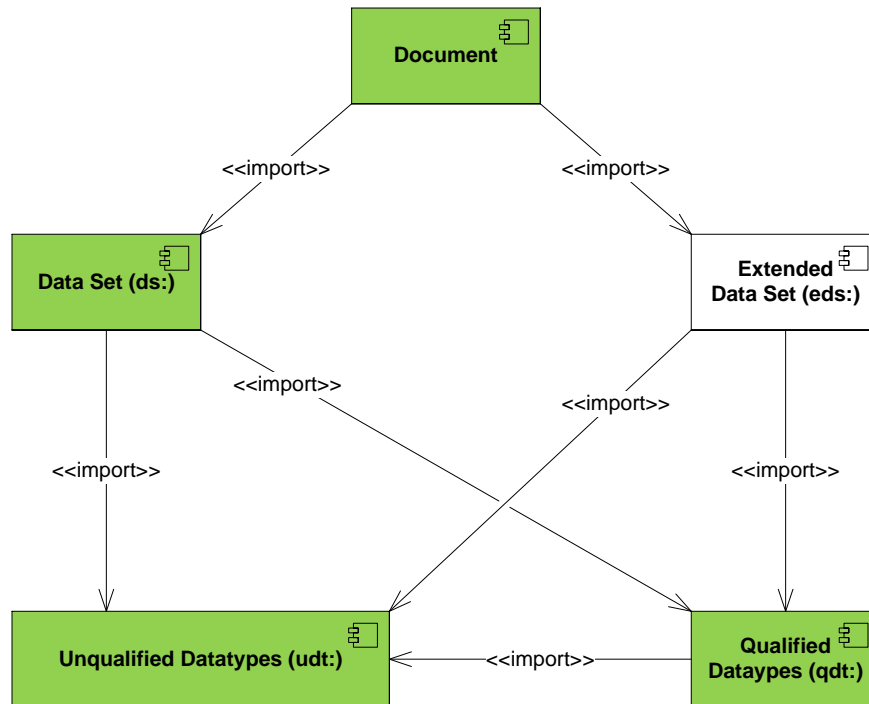 Document
<<import>>
<<import>>
Data Set (ds:)
Extended
Data Set (eds:)
<<import>>
<<import>>
<<import>>
<<import>>
Unqualified Datatypes (udt:)
<<import>>
Qualified
Dataypes (qdt:)